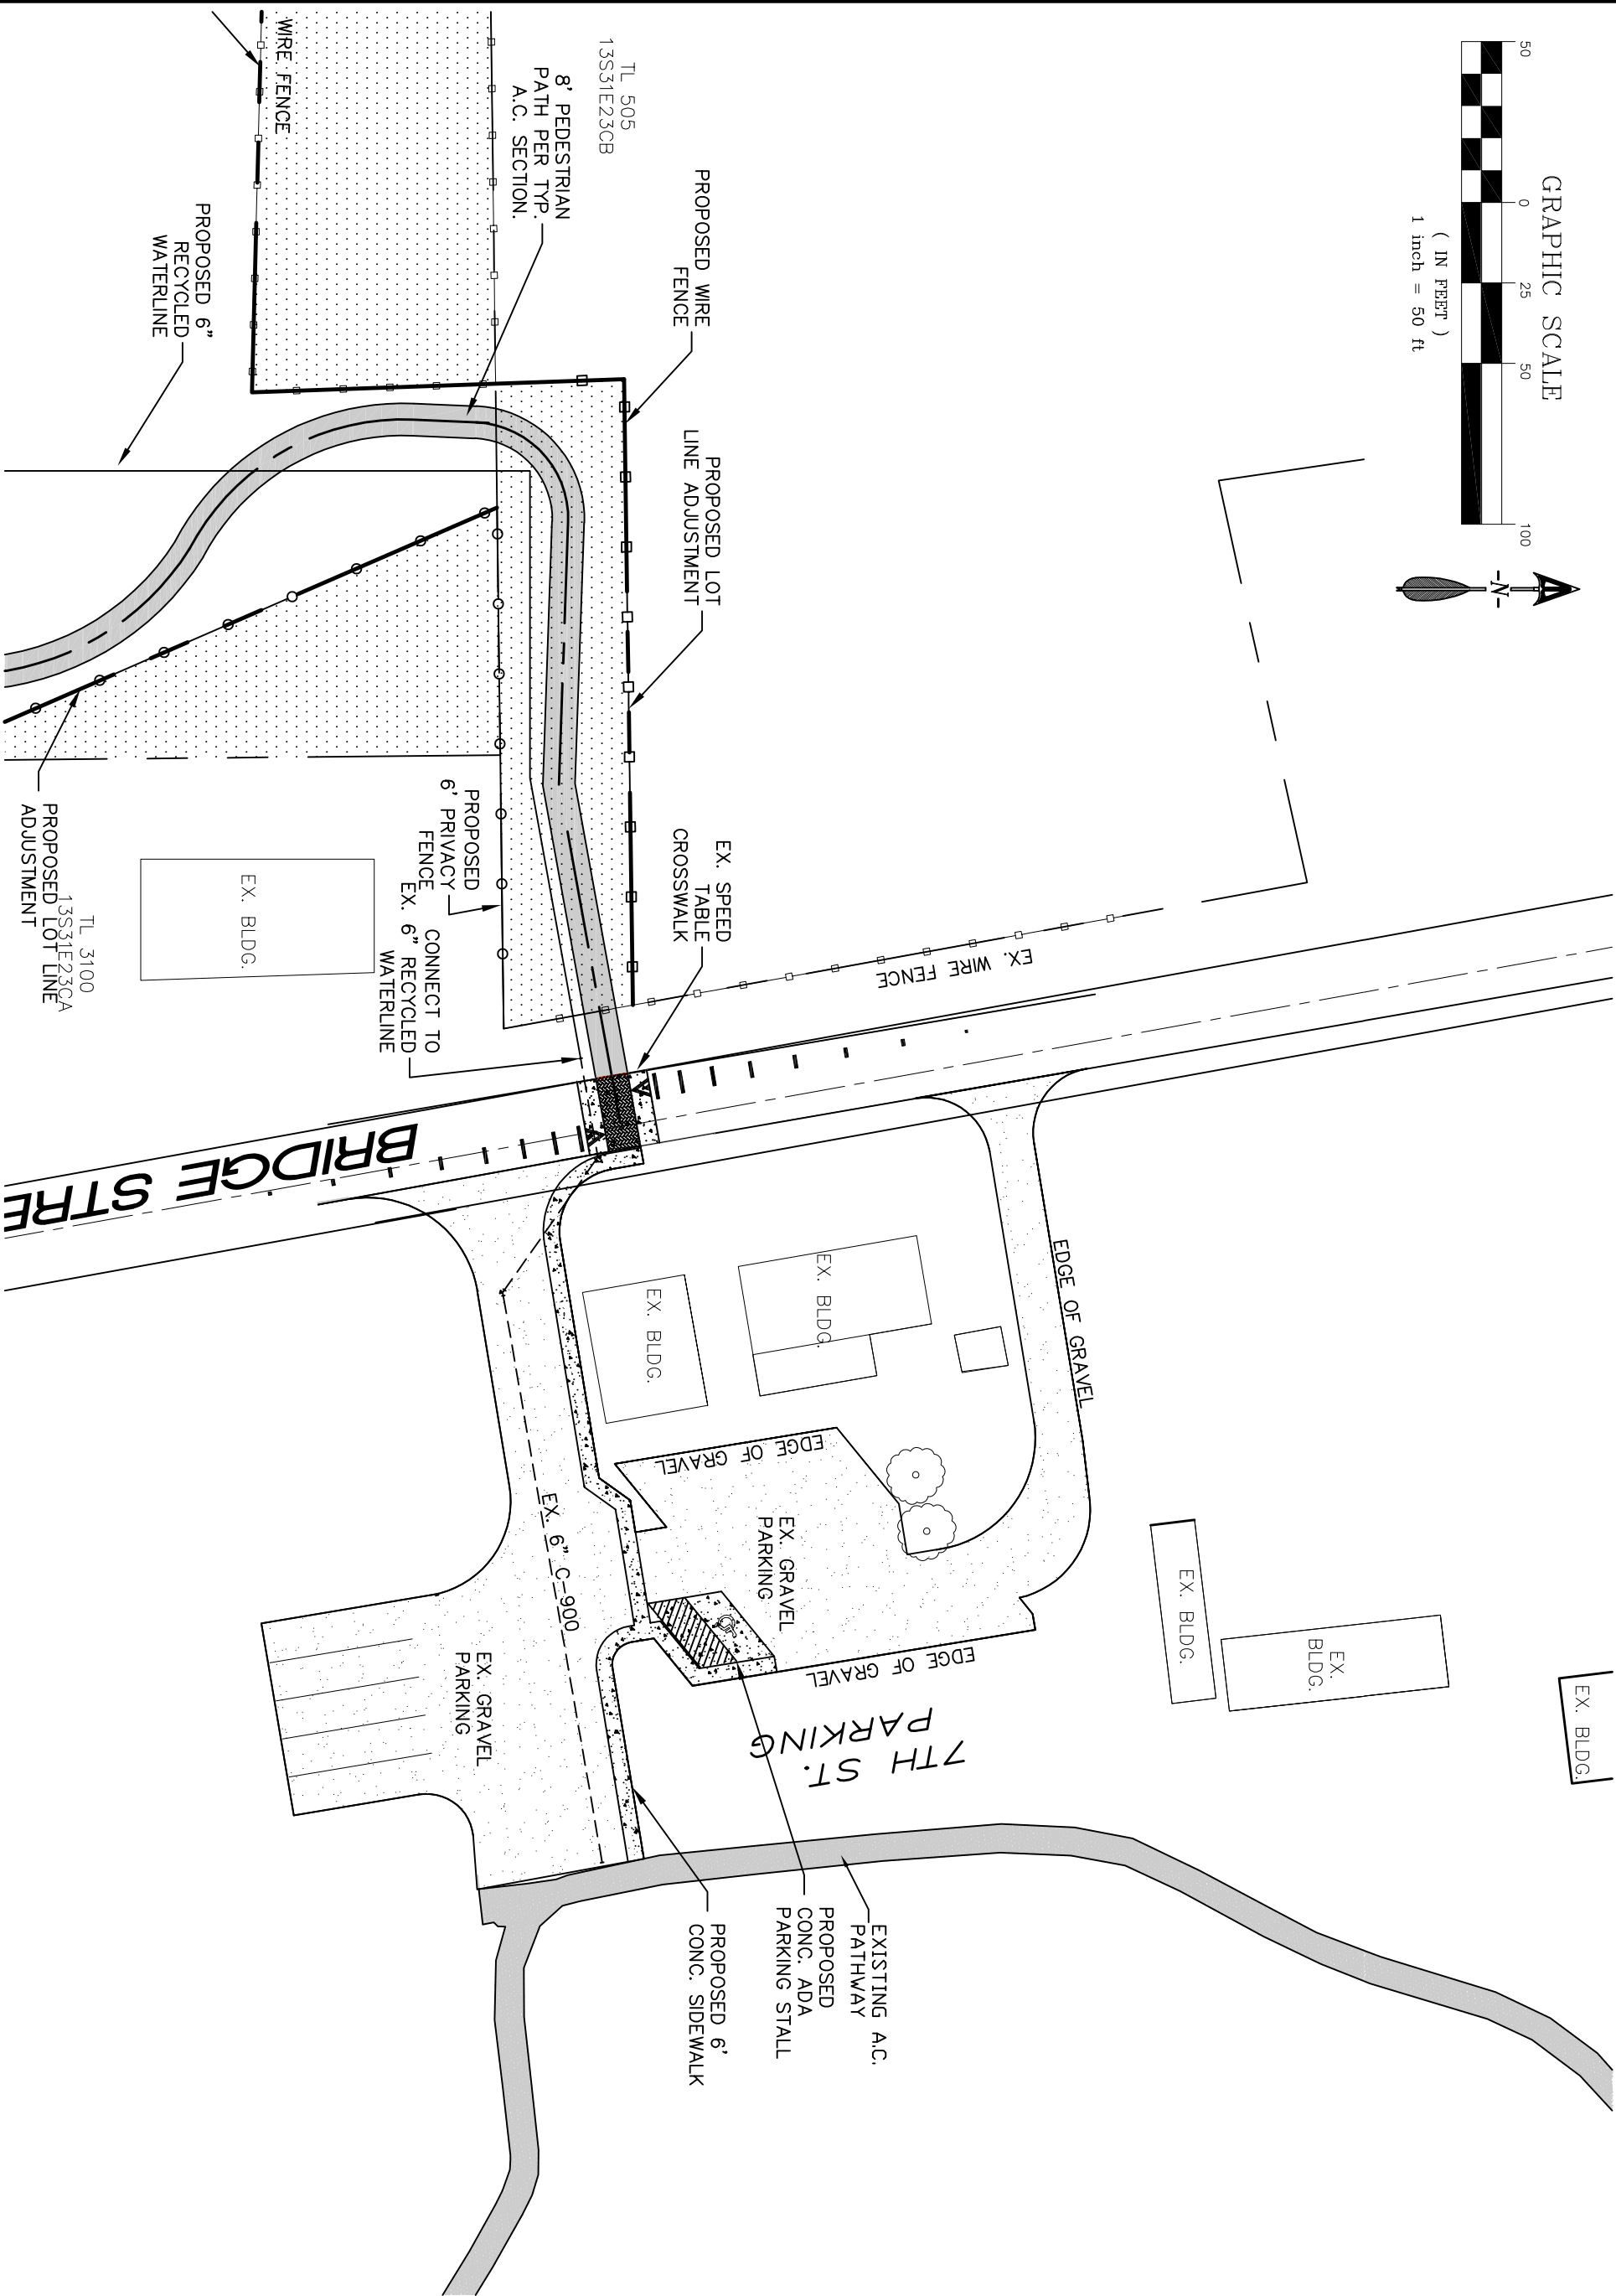 GRAPHIC SCALE
50
0
25
50
100
( IN FEET )
1 inch = 50 ft
-N-
TL 505
13S31E23CB
WIRE FENCE
8' PEDESTRIAN
PATH PER TYP.
A.C. SECTION.
PROPOSED 6"
RECYCLED
WATERLINE
PROPOSED WIRE
FENCE
PROPOSED LOT
LINE ADJUSTMENT
EX. SPEED
TABLE
CROSSWALK
PROPOSED
6' PRIVACY
FENCE
CONNECT TO
EX. 6" RECYCLED
WATERLINE
EX. BLDG.
PROPOSED LOT LINE
ADJUSTMENT
TL 3100
13S31E23CA
EX. WIRE FENCE
BRIDGE STRE
EDGE OF GRAVEL
EX. BLDG.
EX. BLDG.
EDGE OF GRAVEL
EX. GRAVEL
PARKING
EX. 6" C-900
EX. GRAVEL
PARKING
EDGE OF GRAVEL
7TH ST.
PARKING
EX. BLDG.
EX.
BLDG.
EX. BLDG.
EXISTING A.C.
PATHWAY
PROPOSED
CONC. ADA
PARKING STALL
PROPOSED 6'
CONC. SIDEWALK